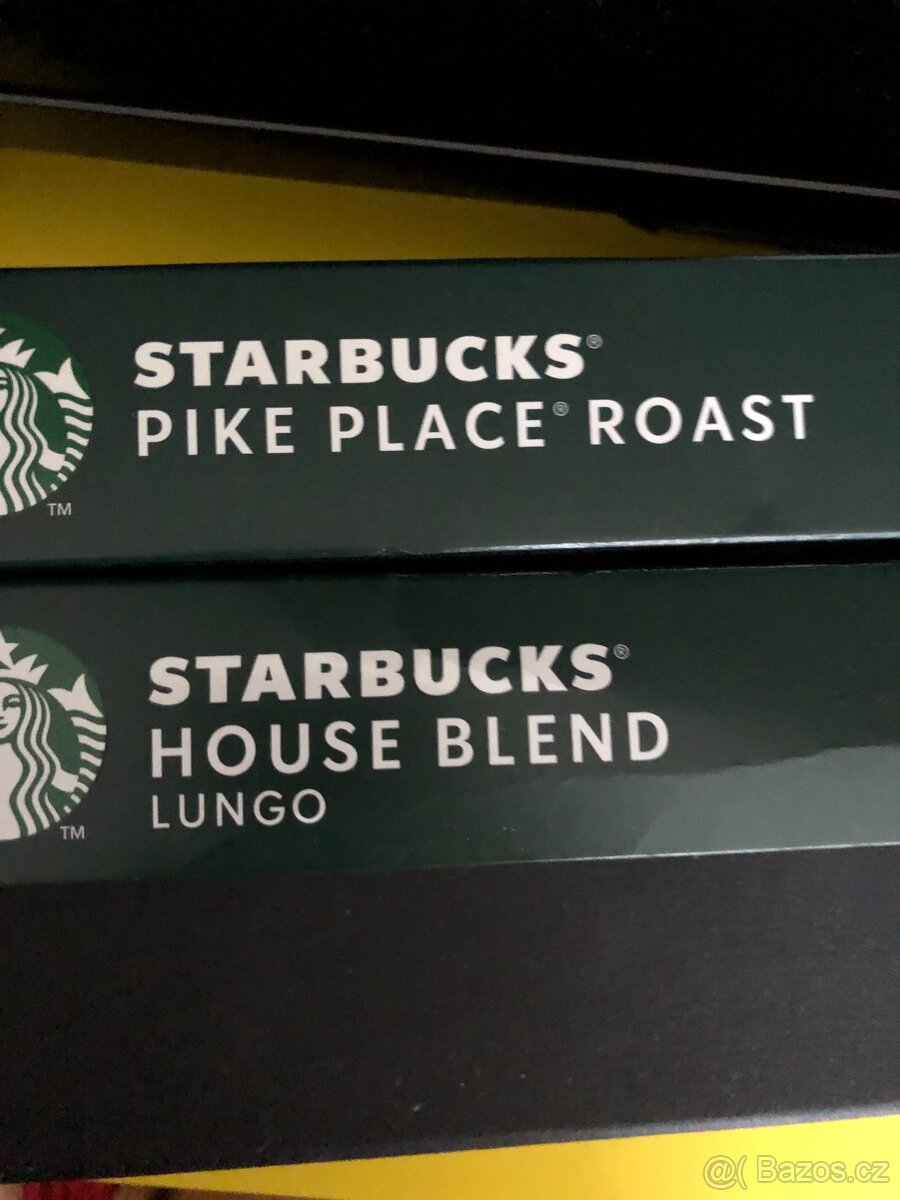 STARBUCKS®
PIKE PLACE® ROAST
TM
STARBUCKS®
HOUSE BLEND
LUNGO
TM
@( Bazos.cz